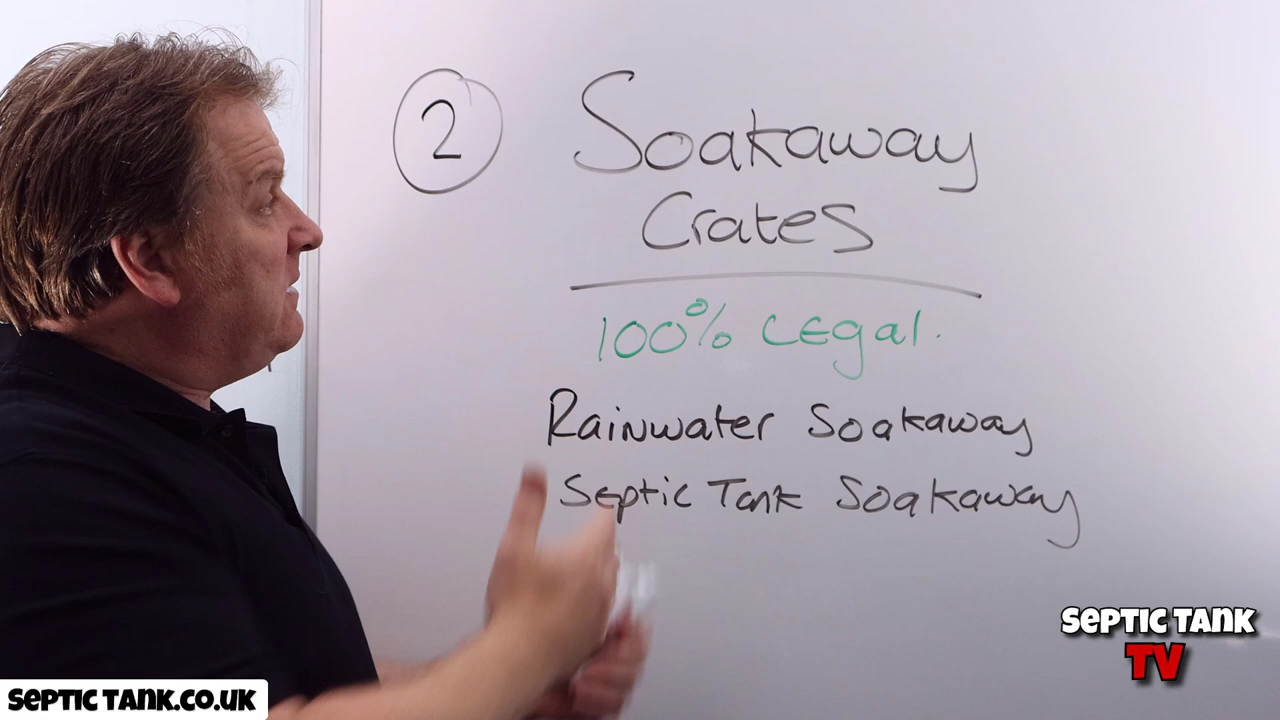 2
Soakaway
Crates
100% Legal.
Rainwater Soakaway
Septic Tank Soakaway
SEPTIC TANK
TV
SEPTIC TANK.CO.UK